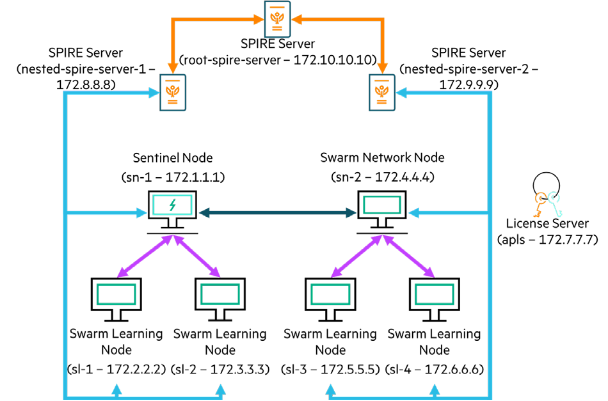 SPIRE Server
(root-spire-server – 172.10.10.10)
SPIRE Server
(nested-spire-server-1 –
172.8.8.8)
SPIRE Server
(nested-spire-server-2 –
172.9.9.9)
Sentinel Node
(sn-1 – 172.1.1.1)
Swarm Network Node
(sn-2 – 172.4.4.4)
License Server
(apls – 172.7.7.7)
Swarm Learning
Node
(sl-1 – 172.2.2.2)
Swarm Learning
Node
(sl-2 – 172.3.3.3)
Swarm Learning
Node
(sl-3 – 172.5.5.5)
Swarm Learning
Node
(sl-4 – 172.6.6.6)